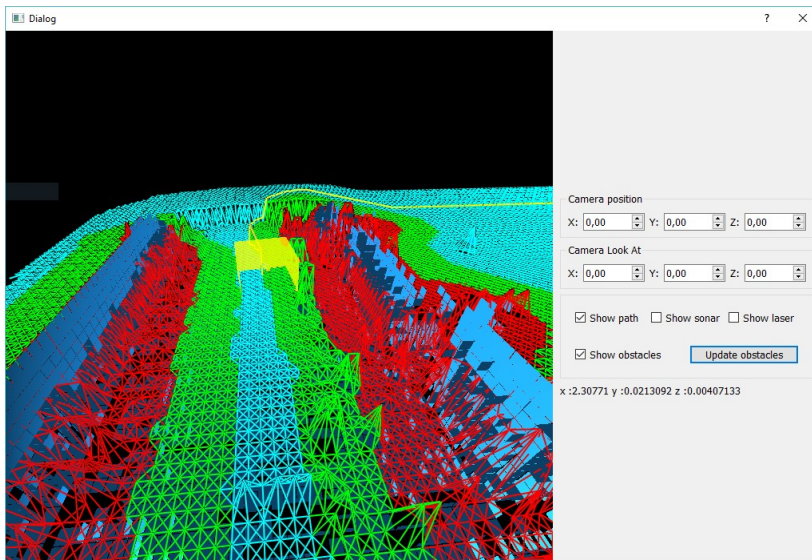 Dialog
Camera position
X: 0,00 Y: 0,00 Z: 0,00
Camera Look At
X: 0,00 Y: 0,00 Z: 0,00
Show path Show sonar Show laser
Show obstacles Update obstacles
x :2.30771 y :0.0213092 z :0.00407133